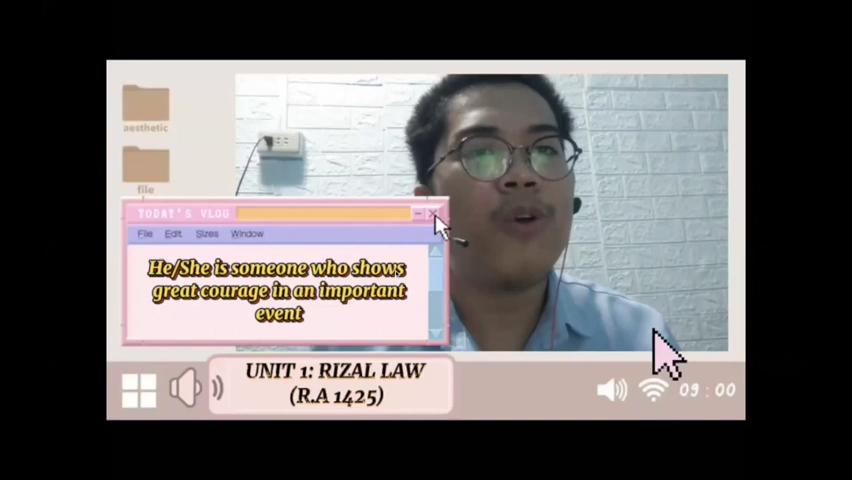 aesthetic
file
TODAY'S VLOG
File Edit Sizes Window
He/She is someone who shows
great courage in an important
event
UNIT 1: RIZAL LAW
(R.A 1425)
09:00